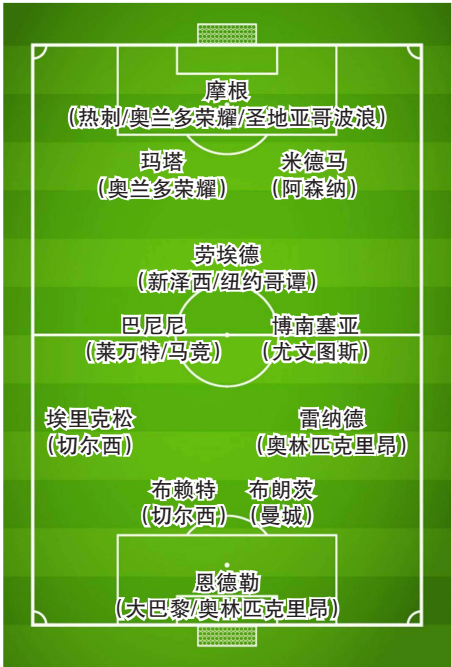 摩根
（热刺/奥兰多荣耀/圣地亚哥波浪）
玛塔
（奥兰多荣耀）
米德马
（阿森纳）
劳埃德
（新泽西/纽约哥谭）
巴尼尼
（莱万特/马竞）
博南塞亚
（尤文图斯）
埃里克松
（切尔西）
雷纳德
（奥林匹克里昂）
布赖特
（切尔西）
布朗茨
（曼城）
恩德勒
（大巴黎/奥林匹克里昂）